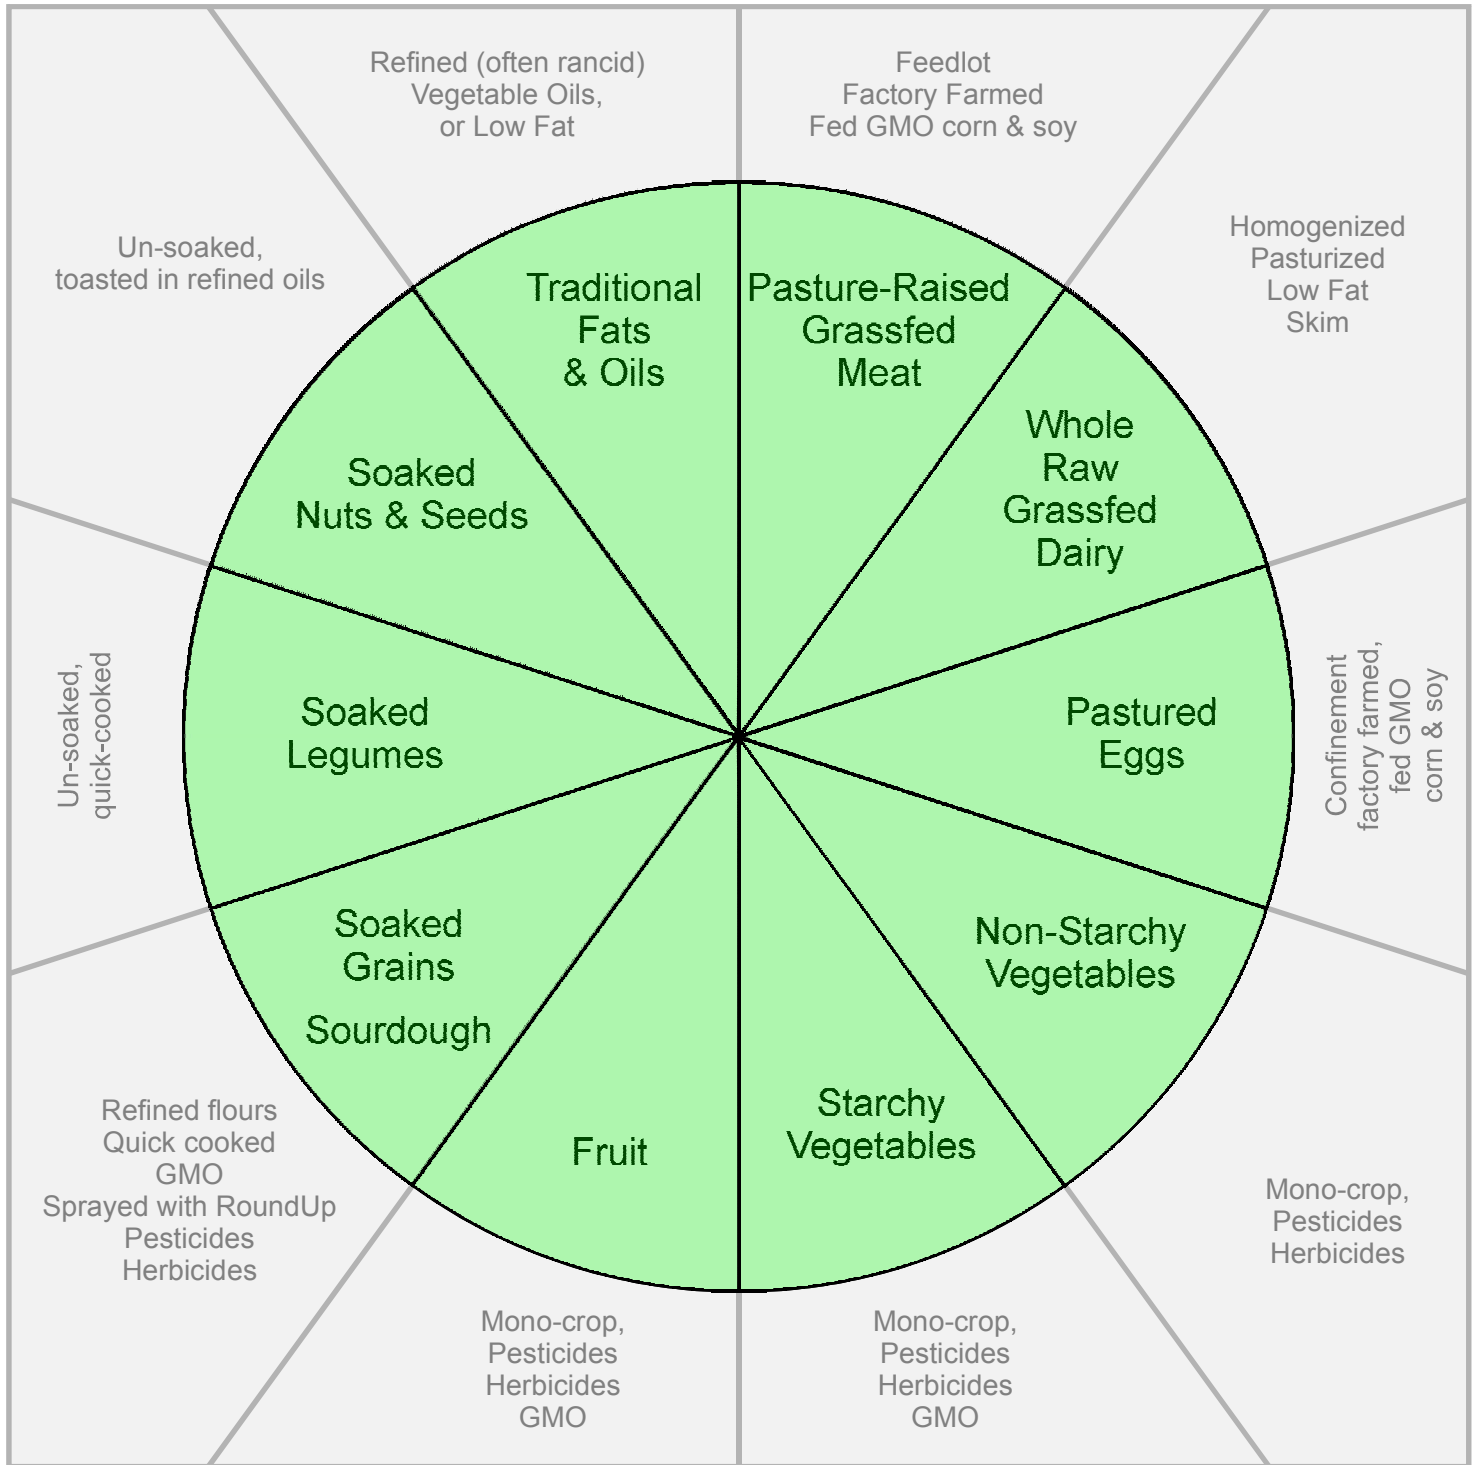 Refined (often rancid)
Vegetable Oils,
or Low Fat
Feedlot
Factory Farmed
Fed GMO corn & soy
Un-soaked,
toasted in refined oils
Homogenized
Pasturized
Low Fat
Skim
Traditional
Fats
& Oils
Pasture-Raised
Grassfed
Meat
Soaked
Nuts & Seeds
Whole
Raw
Grassfed
Dairy
Un-soaked,
quick-cooked
Soaked
Legumes
Pastured
Eggs
Confinement
factory farmed,
fed GMO
corn & soy
Soaked
Grains
Sourdough
Non-Starchy
Vegetables
Fruit
Starchy
Vegetables
Refined flours
Quick cooked
GMO
Sprayed with RoundUp
Pesticides
Herbicides
Mono-crop,
Pesticides
Herbicides
Mono-crop,
Pesticides
Herbicides
GMO
Mono-crop,
Pesticides
Herbicides
GMO